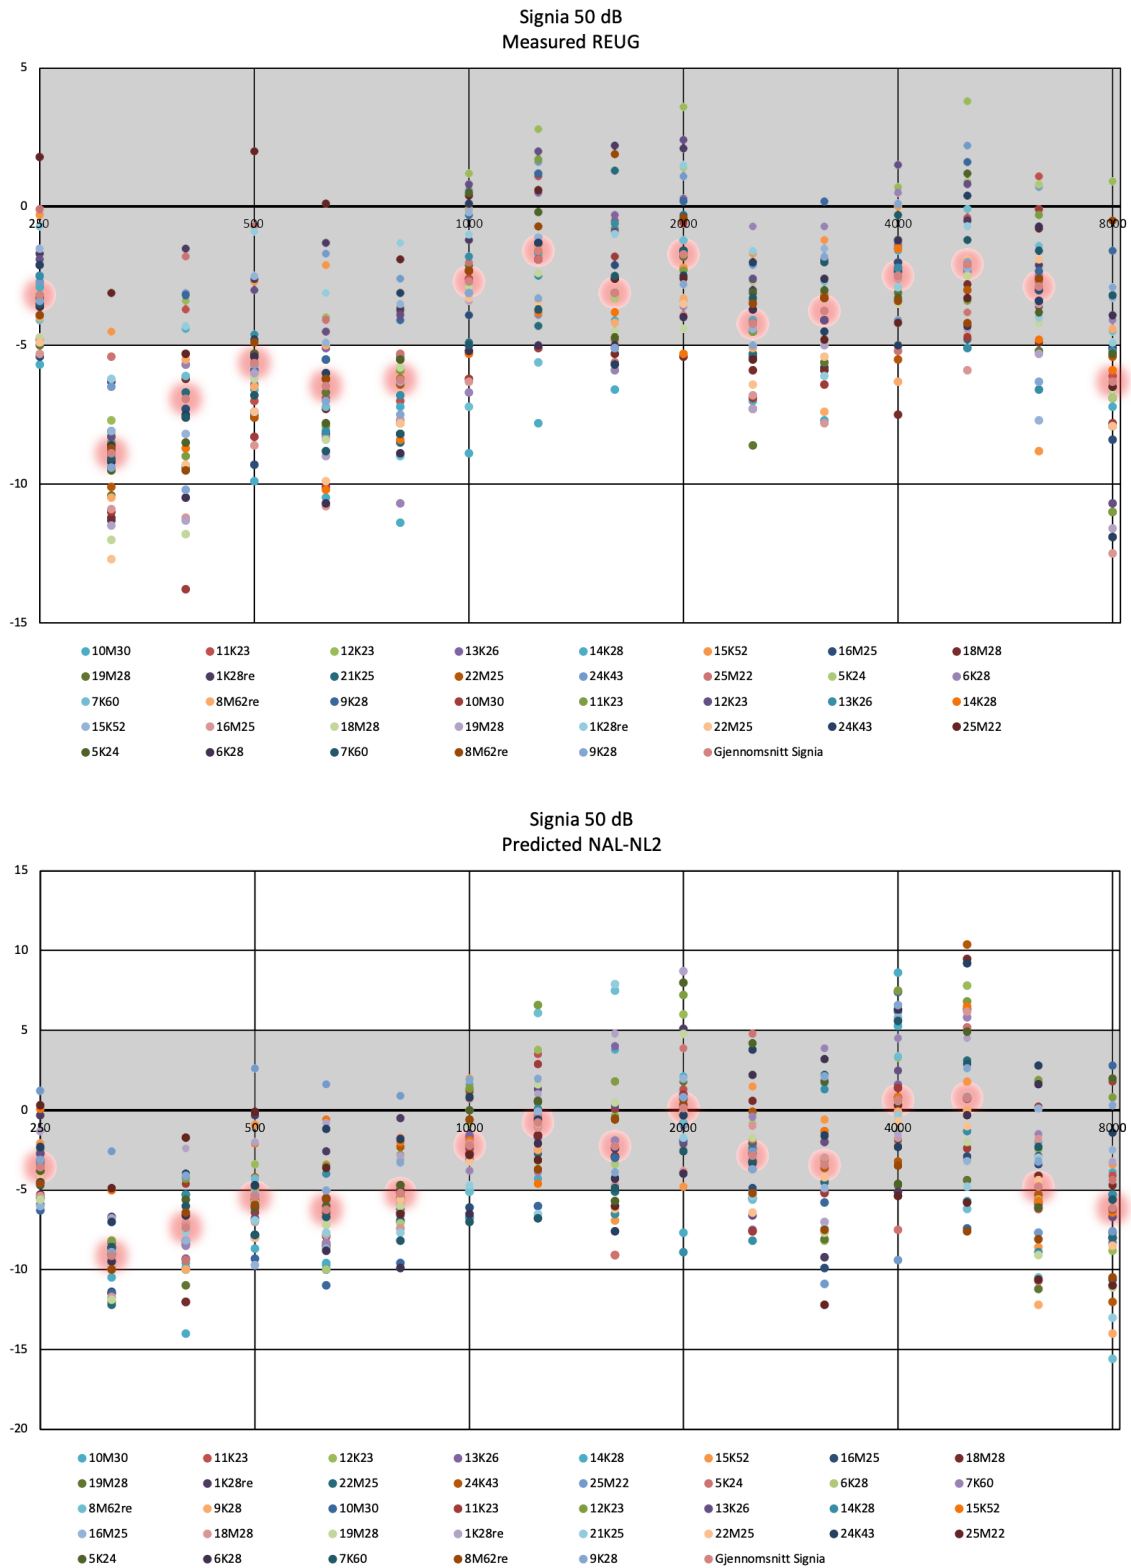 Signia 50 dB
Measured REUG
5
0
250 500 1000 2000 4000 8000
-5
-10
-15
10M30 11K23 12K23 13K26 14K28 15K52 16M25 18M28
19M28 1K28re 21K25 22M25 24K43 25M22 5K24 6K28
7K60 8M62re 9K28 10M30 11K23 12K23 13K26 14K28
15K52 16M25 18M28 19M28 1K28re 22M25 24K43 25M22
5K24 6K28 7K60 8M62re 9K28 Gjennomsnitt Signia
Signia 50 dB
Predicted NAL-NL2
15
10
5
0
250 500 1000 2000 4000 8000
-5
-10
-15
-20
10M30 11K23 12K23 13K26 14K28 15K52 16M25 18M28
19M28 1K28re 22M25 24K43 25M22 5K24 6K28 7K60
8M62re 9K28 10M30 11K23 12K23 13K26 14K28 15K52
16M25 18M28 19M28 1K28re 21K25 22M25 24K43 25M22
5K24 6K28 7K60 8M62re 9K28 Gjennomsnitt Signia